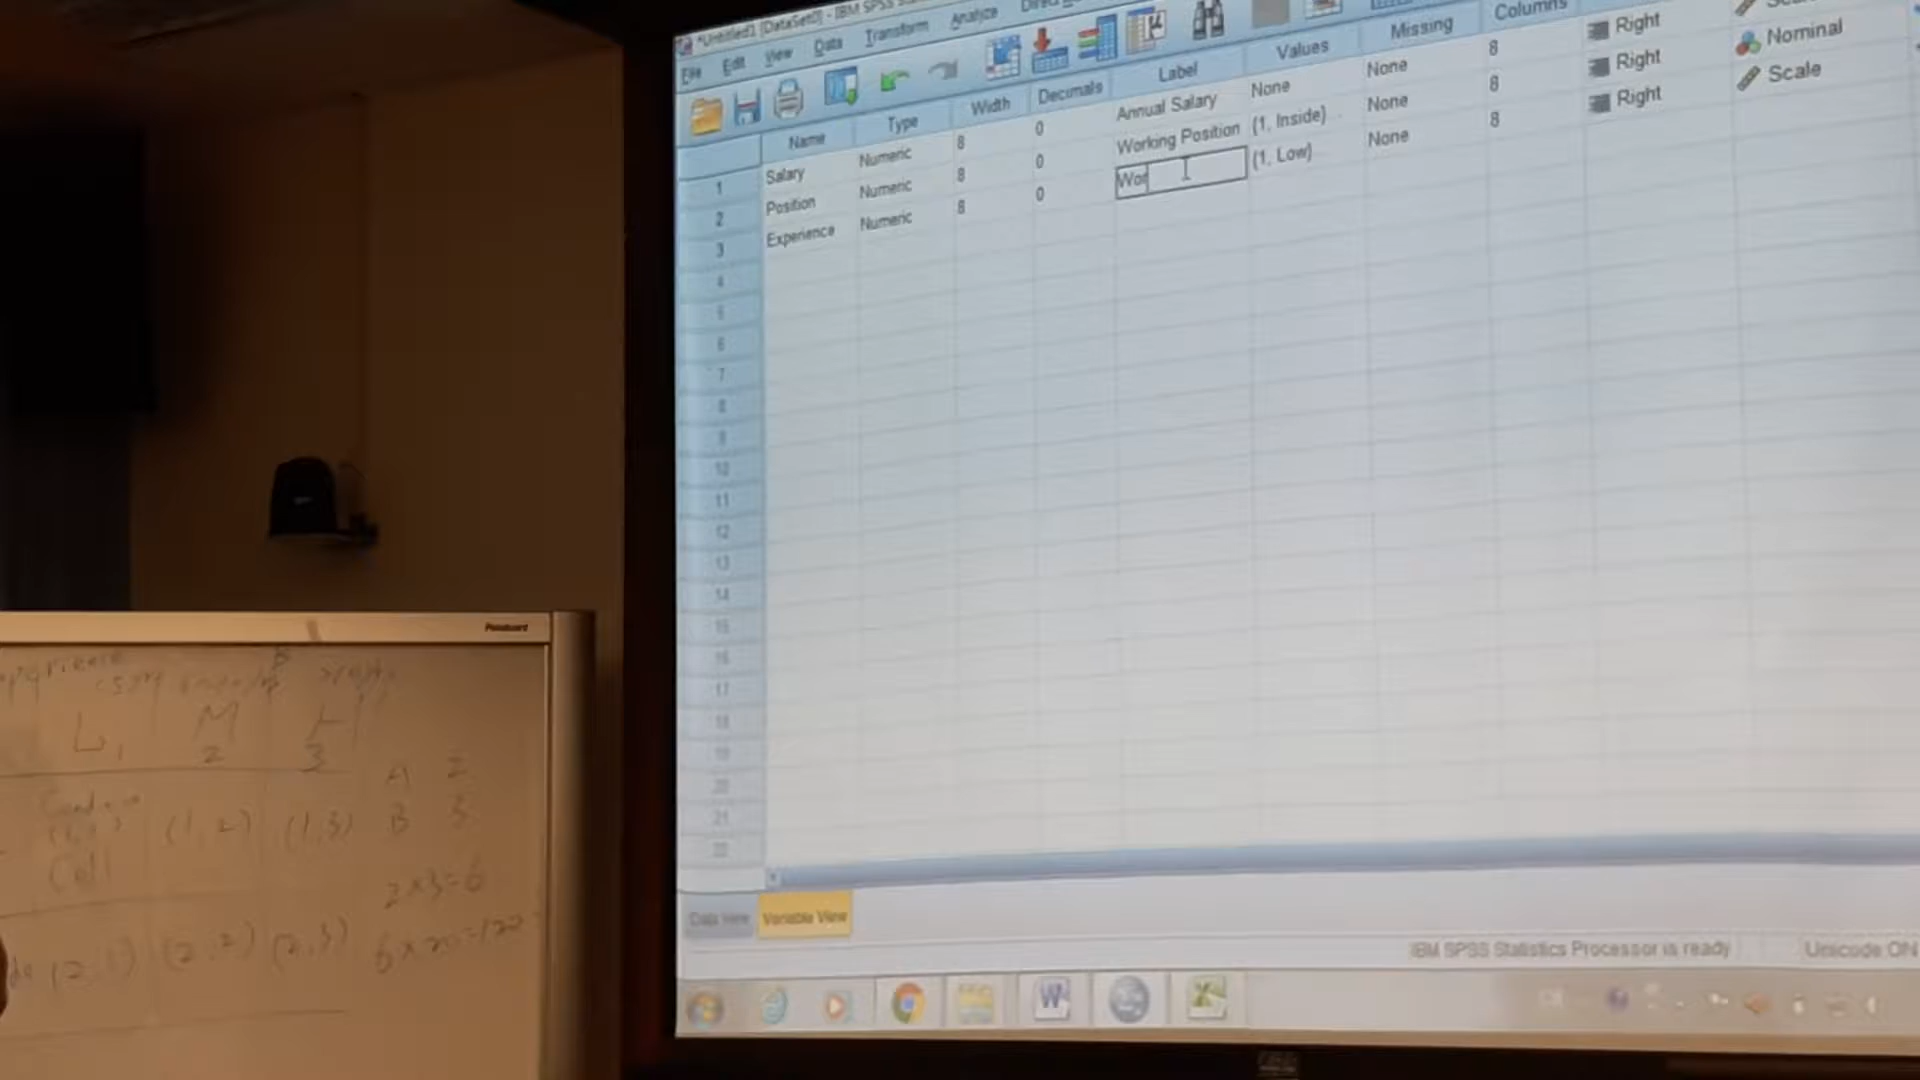 *Untitled1 [DataSet0] - IBM SPSS
File Edit View Data Transform Analyze
Name Type Width Decimals Label Values Missing Columns
1 Salary Numeric 8 0 Annual Salary None None 8 Right
2 Position Numeric 8 0 Working Position {1, Inside} None 8 Right Nominal
3 Experience Numeric 8 0 Wor {1, Low} None 8 Right Scale
4
5
6
7
8
9
10
11
12
13
14
15
16
17
18
19
20
21
22
Data View Variable View
IBM SPSS Statistics Processor is ready Unicode:ON
L1 M 2 H 3
A 2
(1,2) (1,3) B 3
Cell
2x3=6
(2,1) (2,2) (2,3) 6x20=120